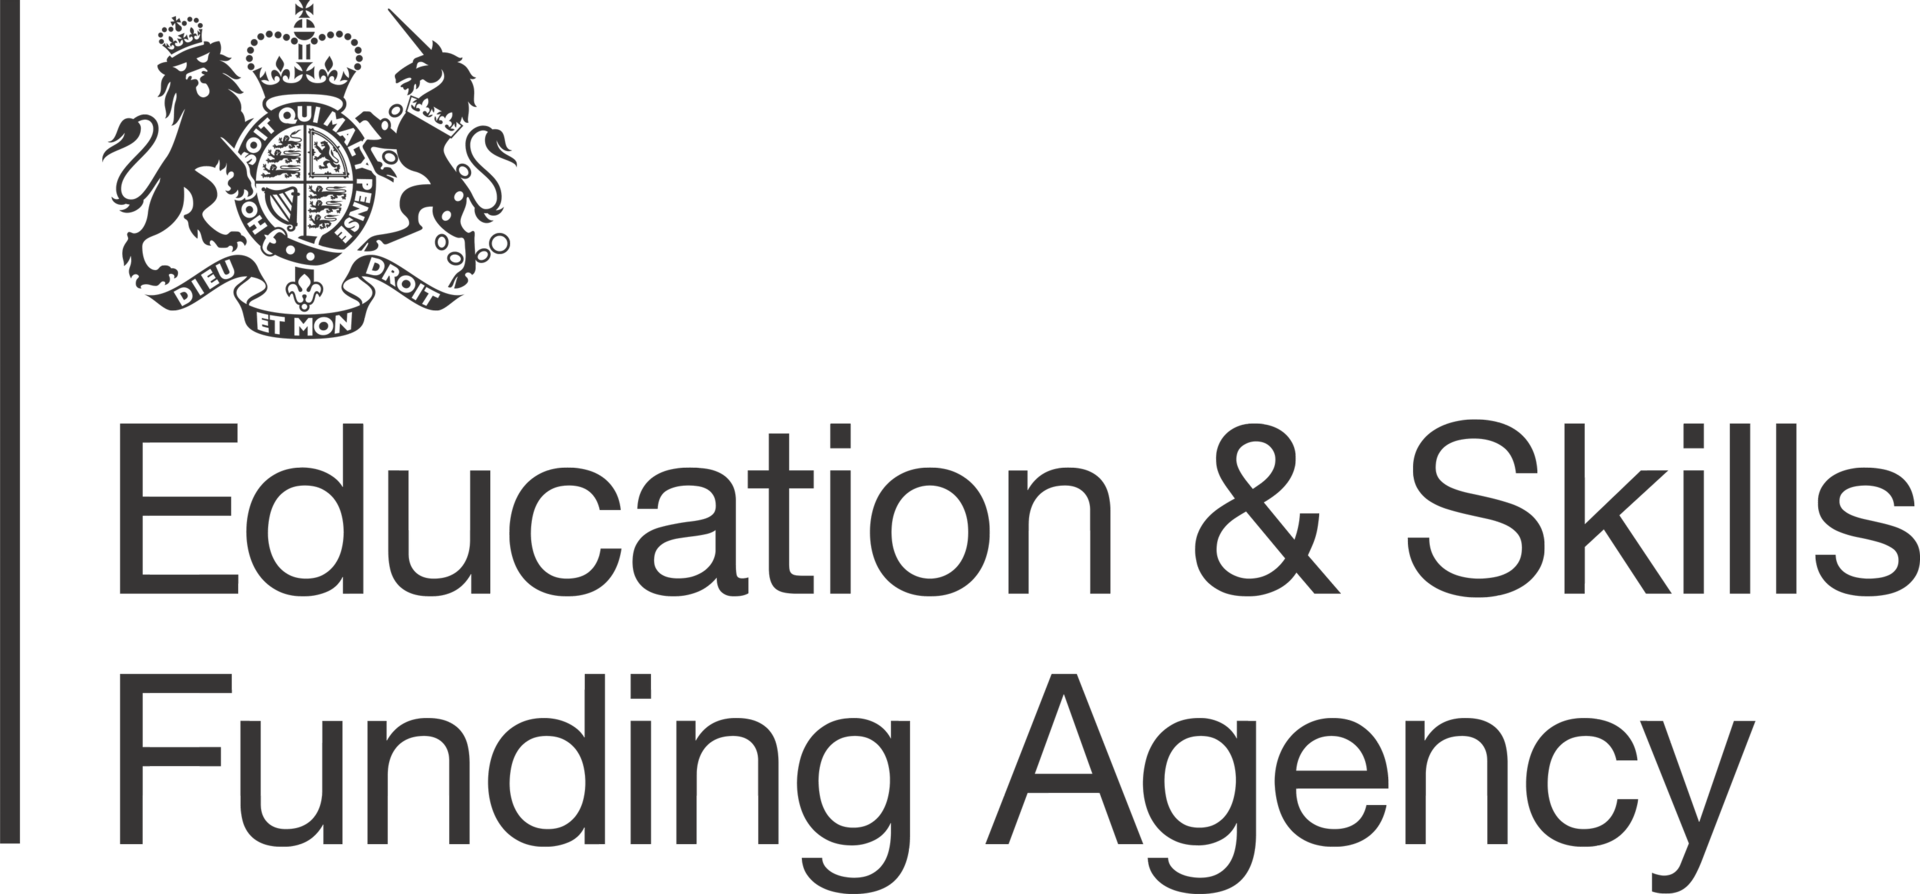 HONI SOIT QUI MAL Y PENSE
DIEU ET MON DROIT
Education & Skills
Funding Agency